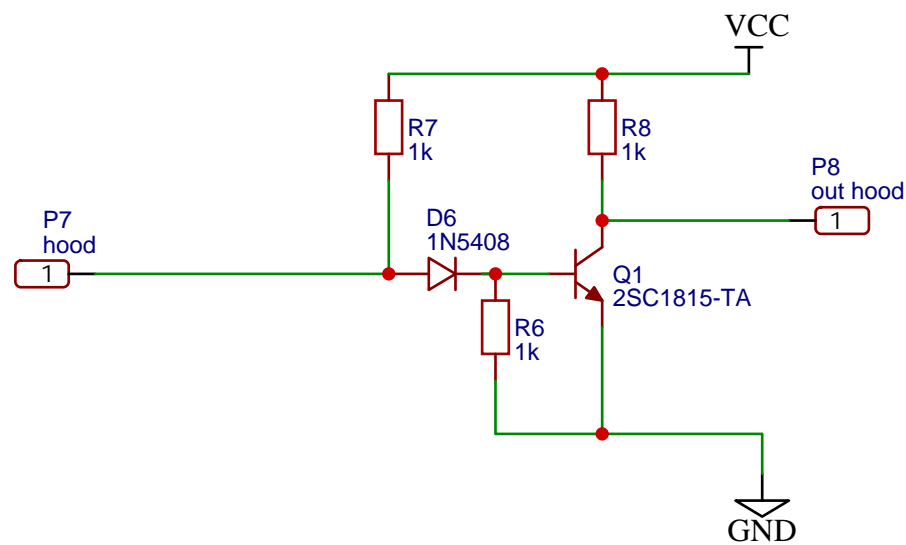 VCC
R7
1k
R8
1k
P8
out hood
1
P7
hood
1
D6
1N5408
Q1
2SC1815-TA
R6
1k
GND